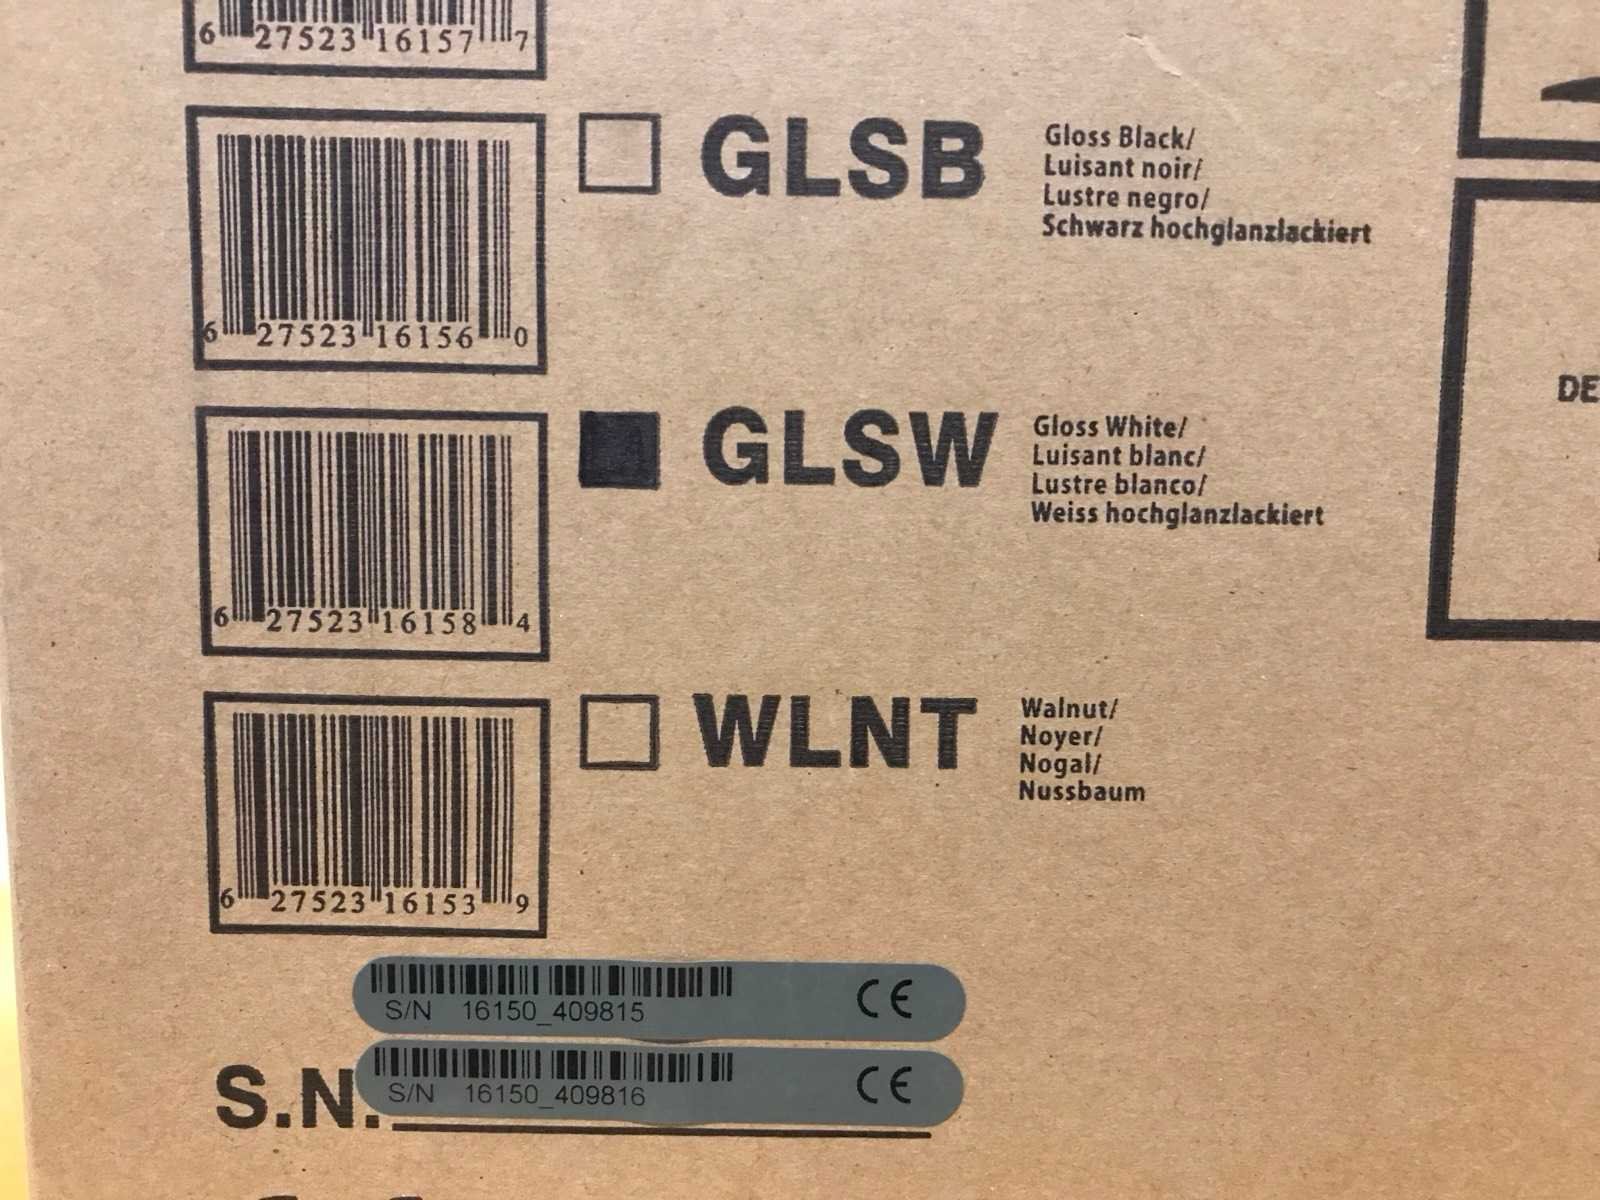 6 27523 16157 7
GLSB
Gloss Black/
Luisant noir/
Lustre negro/
Schwarz hochglanzlackiert
6 27523 16156 0
GLSW
Gloss White/
Luisant blanc/
Lustre blanco/
Weiss hochglanzlackiert
DE
6 27523 16158 4
WLNT
Walnut/
Noyer/
Nogal/
Nussbaum
6 27523 16153 9
S/N 16150_409815 CE
S.N.
S/N 16150_409816 CE